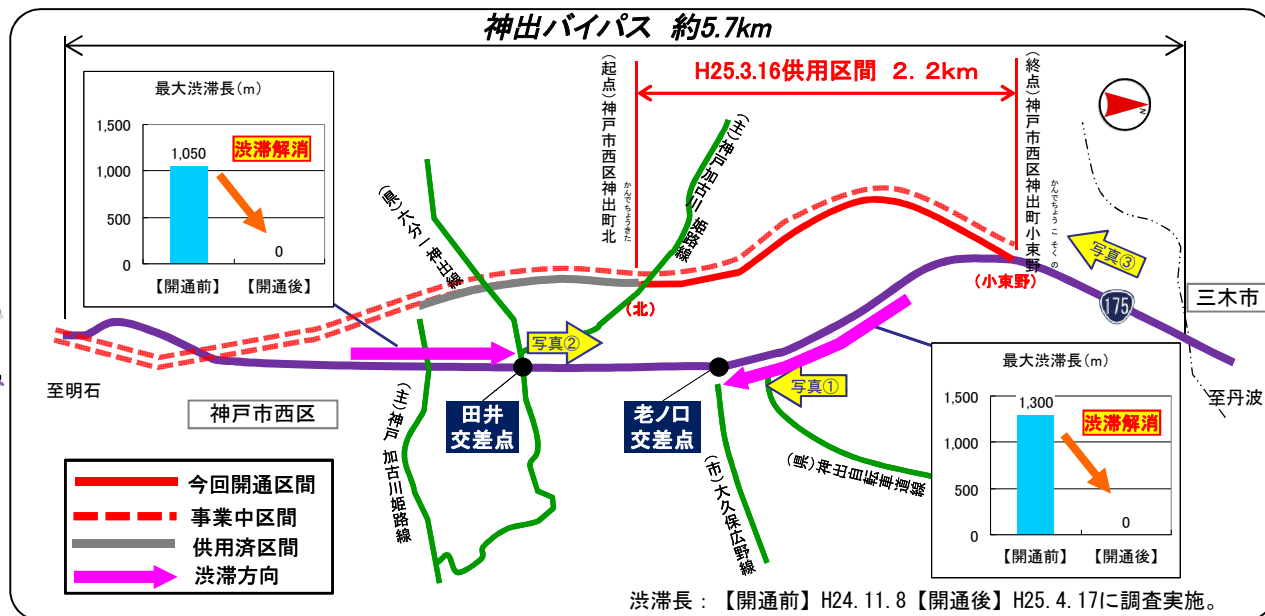 神出バイパス 約5.7km
H25.3.16供用区間 2.2km
(起点)神戸市西区神出町北
かんでちょうきた
(終点)神戸市西区神出町小東野
かんでちょうこそくの
N
最大渋滞長(m)
1,500
1,000
500
0
1,050
渋滞解消
0
【開通前】 【開通後】
(県)六分一神出線
(主)神戸加古川姫路線
(北)
(小東野)
写真③
175
三木市
写真②
写真①
至明石
神戸市西区
田井
交差点
老ノ口
交差点
至丹波
(主)神戸加古川姫路線
(市)大久保広野線
(県)神出自転車道線
最大渋滞長(m)
1,500
1,000
500
0
1,300
渋滞解消
0
【開通前】 【開通後】
今回開通区間
事業中区間
供用済区間
渋滞方向
渋滞長：【開通前】H24.11.8【開通後】H25.4.17に調査実施。